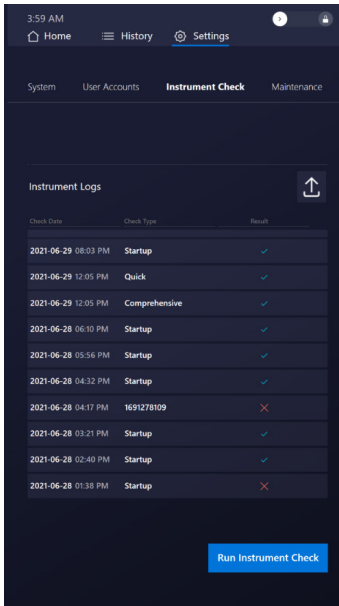 3:59 AM
Home History Settings
System User Accounts Instrument Check Maintenance
Instrument Logs
Check Date Check Type Result
2021-06-29 08:03 PM Startup
2021-06-29 12:05 PM Quick
2021-06-29 12:05 PM Comprehensive
2021-06-28 06:10 PM Startup
2021-06-28 05:56 PM Startup
2021-06-28 04:32 PM Startup
2021-06-28 04:17 PM 1691278109
2021-06-28 03:21 PM Startup
2021-06-28 02:40 PM Startup
2021-06-28 01:38 PM Startup
Run Instrument Check